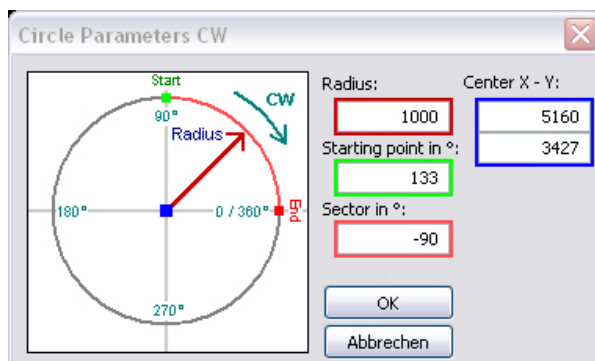 Circle Parameters CW
Start
CW
90°
Radius
180°
0 / 360°
End
270°
Radius:
1000
Starting point in °:
133
Sector in °:
-90
Center X - Y:
5160
3427
OK
Abbrechen